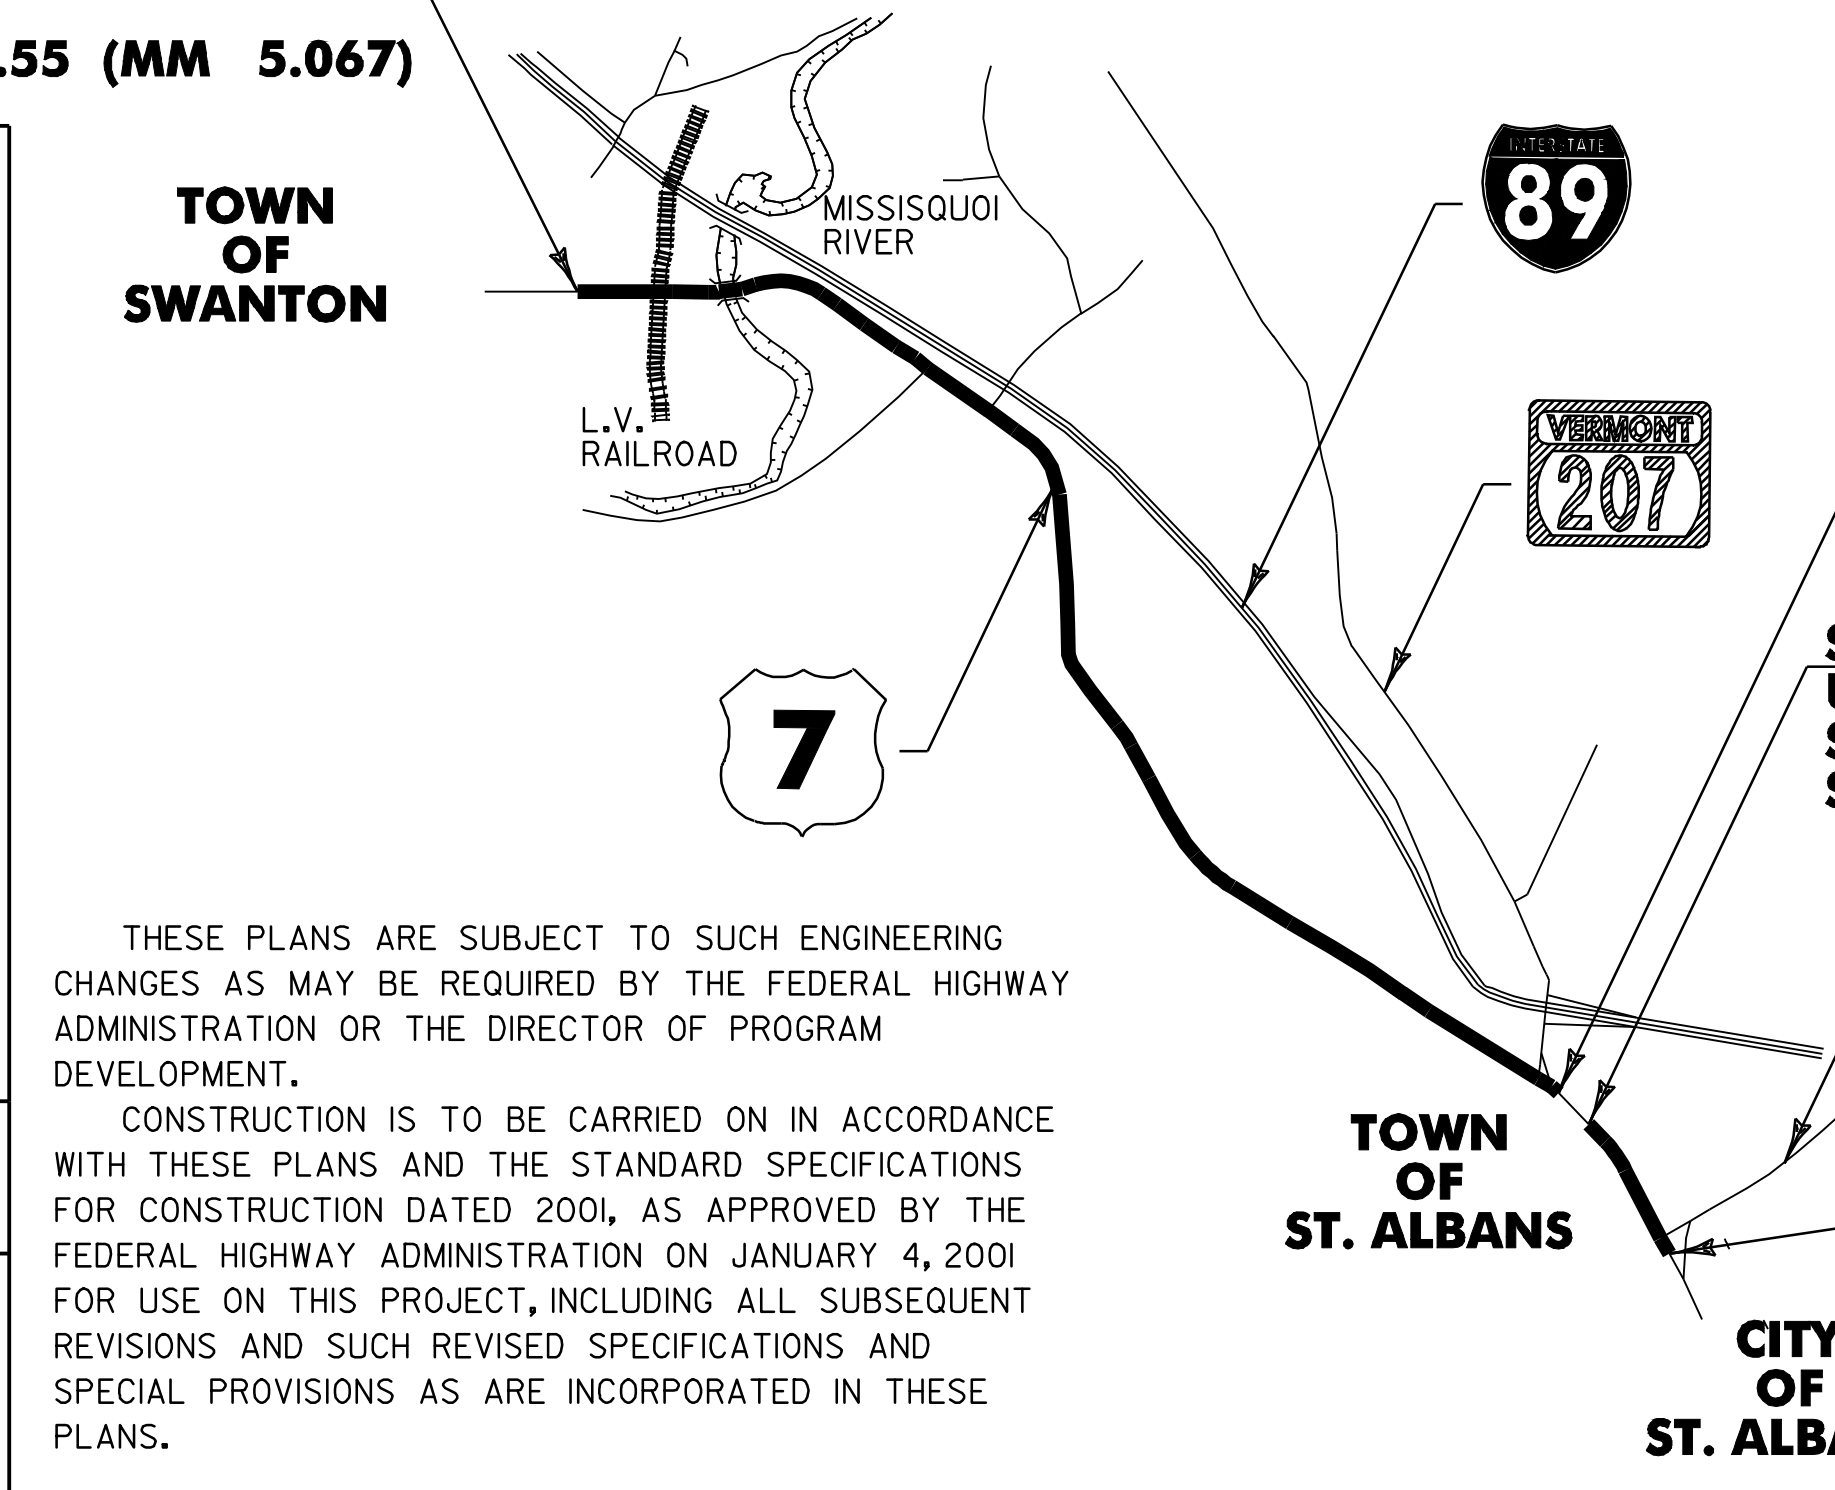 .55 (MM 5.067)
TOWN
OF
SWANTON
MISSISQUOI
RIVER
INTERSTATE
89
L.V.
RAILROAD
VERMONT
207
7
THESE PLANS ARE SUBJECT TO SUCH ENGINEERING
CHANGES AS MAY BE REQUIRED BY THE FEDERAL HIGHWAY
ADMINISTRATION OR THE DIRECTOR OF PROGRAM
DEVELOPMENT.
CONSTRUCTION IS TO BE CARRIED ON IN ACCORDANCE
WITH THESE PLANS AND THE STANDARD SPECIFICATIONS
FOR CONSTRUCTION DATED 2001, AS APPROVED BY THE
FEDERAL HIGHWAY ADMINISTRATION ON JANUARY 4, 2001
FOR USE ON THIS PROJECT, INCLUDING ALL SUBSEQUENT
REVISIONS AND SUCH REVISED SPECIFICATIONS AND
SPECIAL PROVISIONS AS ARE INCORPORATED IN THESE
PLANS.
TOWN
OF
ST. ALBANS
CITY
OF
ST. ALBA